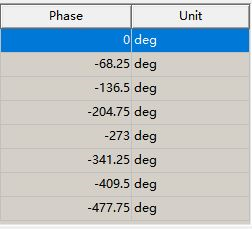 Phase Unit
0 deg
-68.25 deg
-136.5 deg
-204.75 deg
-273 deg
-341.25 deg
-409.5 deg
-477.75 deg